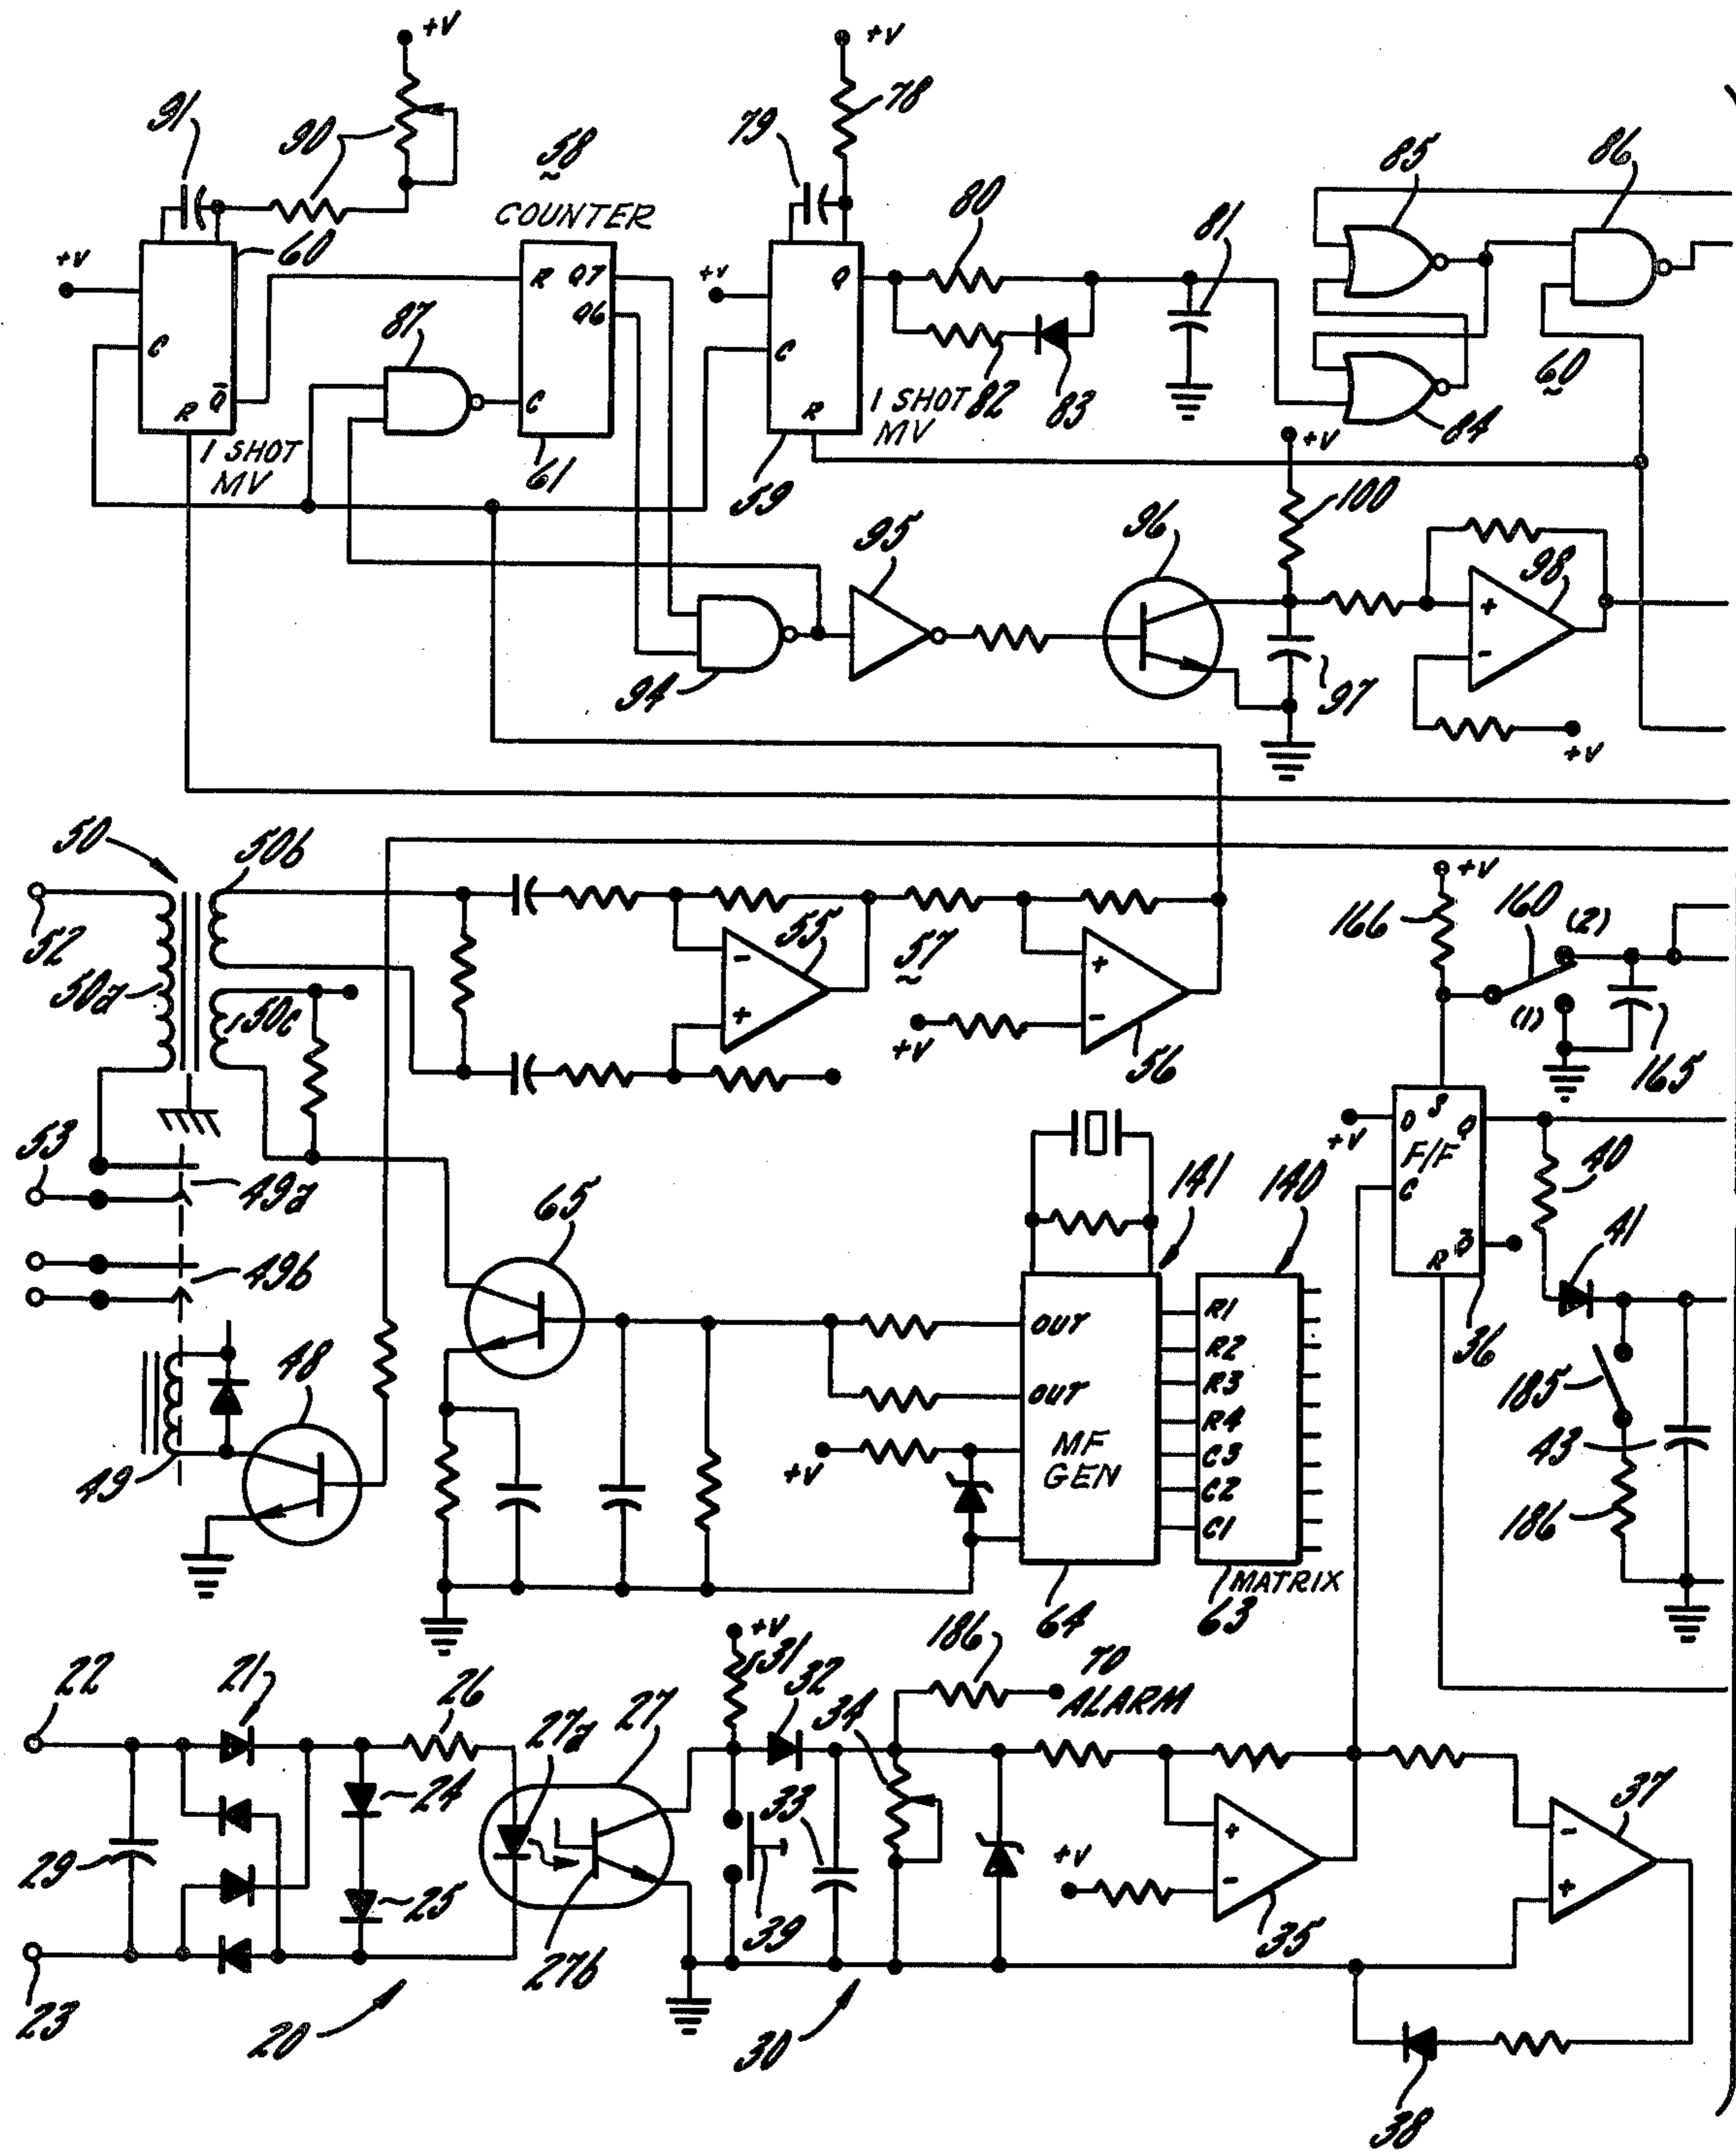 +V
+V
91
90
58
79
78
85
86
COUNTER
80
81
60
+V
R Q7
Q6
+V
Q
87
C
C
82
83
60
R Q̄
C
R
1 SHOT
MV
84
1 SHOT
MV
61
59
+V
100
95
96
98
+
-
94
97
+V
50
50b
+V
160
(2)
166
52
55
57
50a
-
+
+
-
50c
+V
56
(1)
165
53
D S Q
+V
F/F
C
40
49a
141
140
65
R Q̄
41
49b
36
OUT
R1
R2
48
OUT
R3
185
R4
MF
GEN
C3
+V
43
C2
49
C1
186
MATRIX
64
63
186
+V
70
ALARM
22
21
26
31
32
27a
27
34
24
33
37
29
+V
+
-
-
+
25
39
35
27b
23
20
30
38